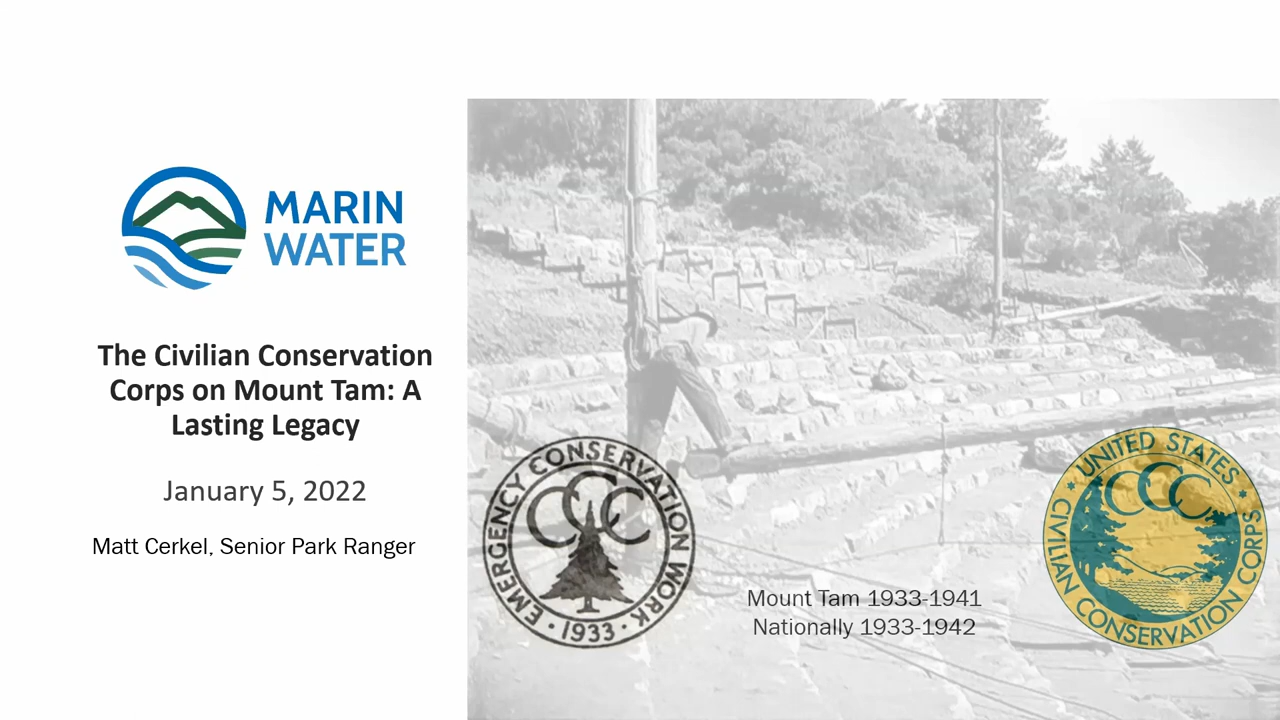 MARIN
WATER
The Civilian Conservation
Corps on Mount Tam: A
Lasting Legacy
January 5, 2022
Matt Cerkel, Senior Park Ranger
EMERGENCY CONSERVATION WORK
CCC
· 1933 ·
Mount Tam 1933-1941
Nationally 1933-1942
· UNITED STATES ·
CCC
CIVILIAN CONSERVATION CORPS